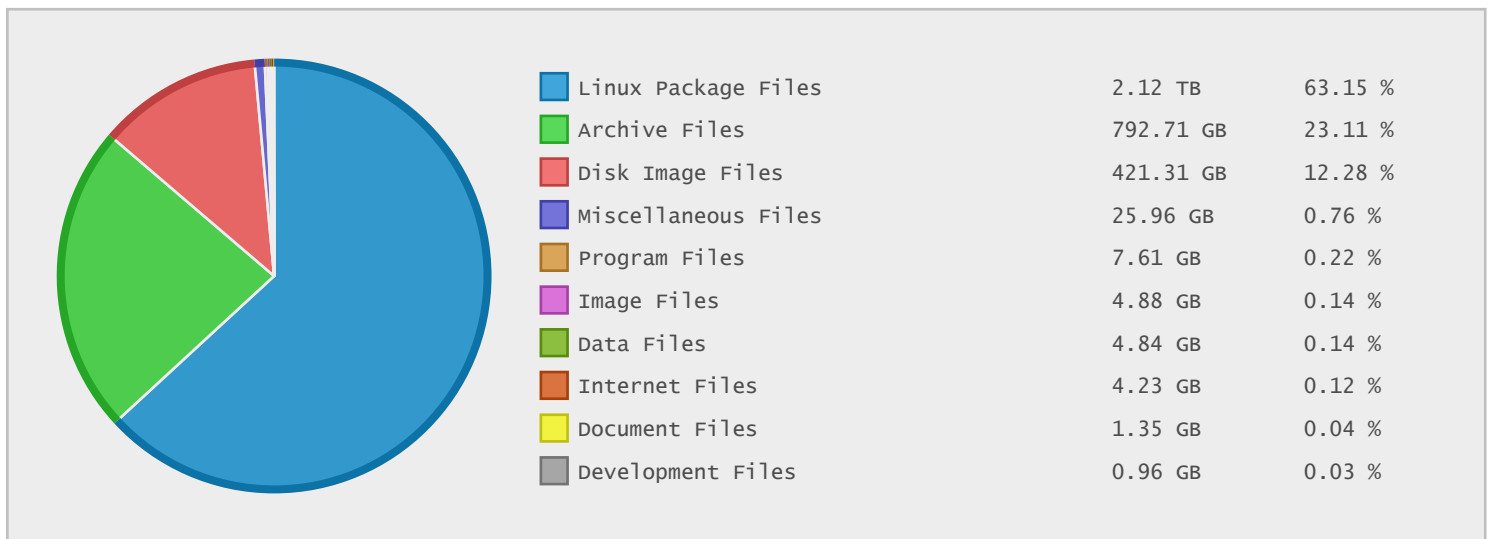 Linux Package Files 2.12 TB 63.15 %
Archive Files 792.71 GB 23.11 %
Disk Image Files 421.31 GB 12.28 %
Miscellaneous Files 25.96 GB 0.76 %
Program Files 7.61 GB 0.22 %
Image Files 4.88 GB 0.14 %
Data Files 4.84 GB 0.14 %
Internet Files 4.23 GB 0.12 %
Document Files 1.35 GB 0.04 %
Development Files 0.96 GB 0.03 %